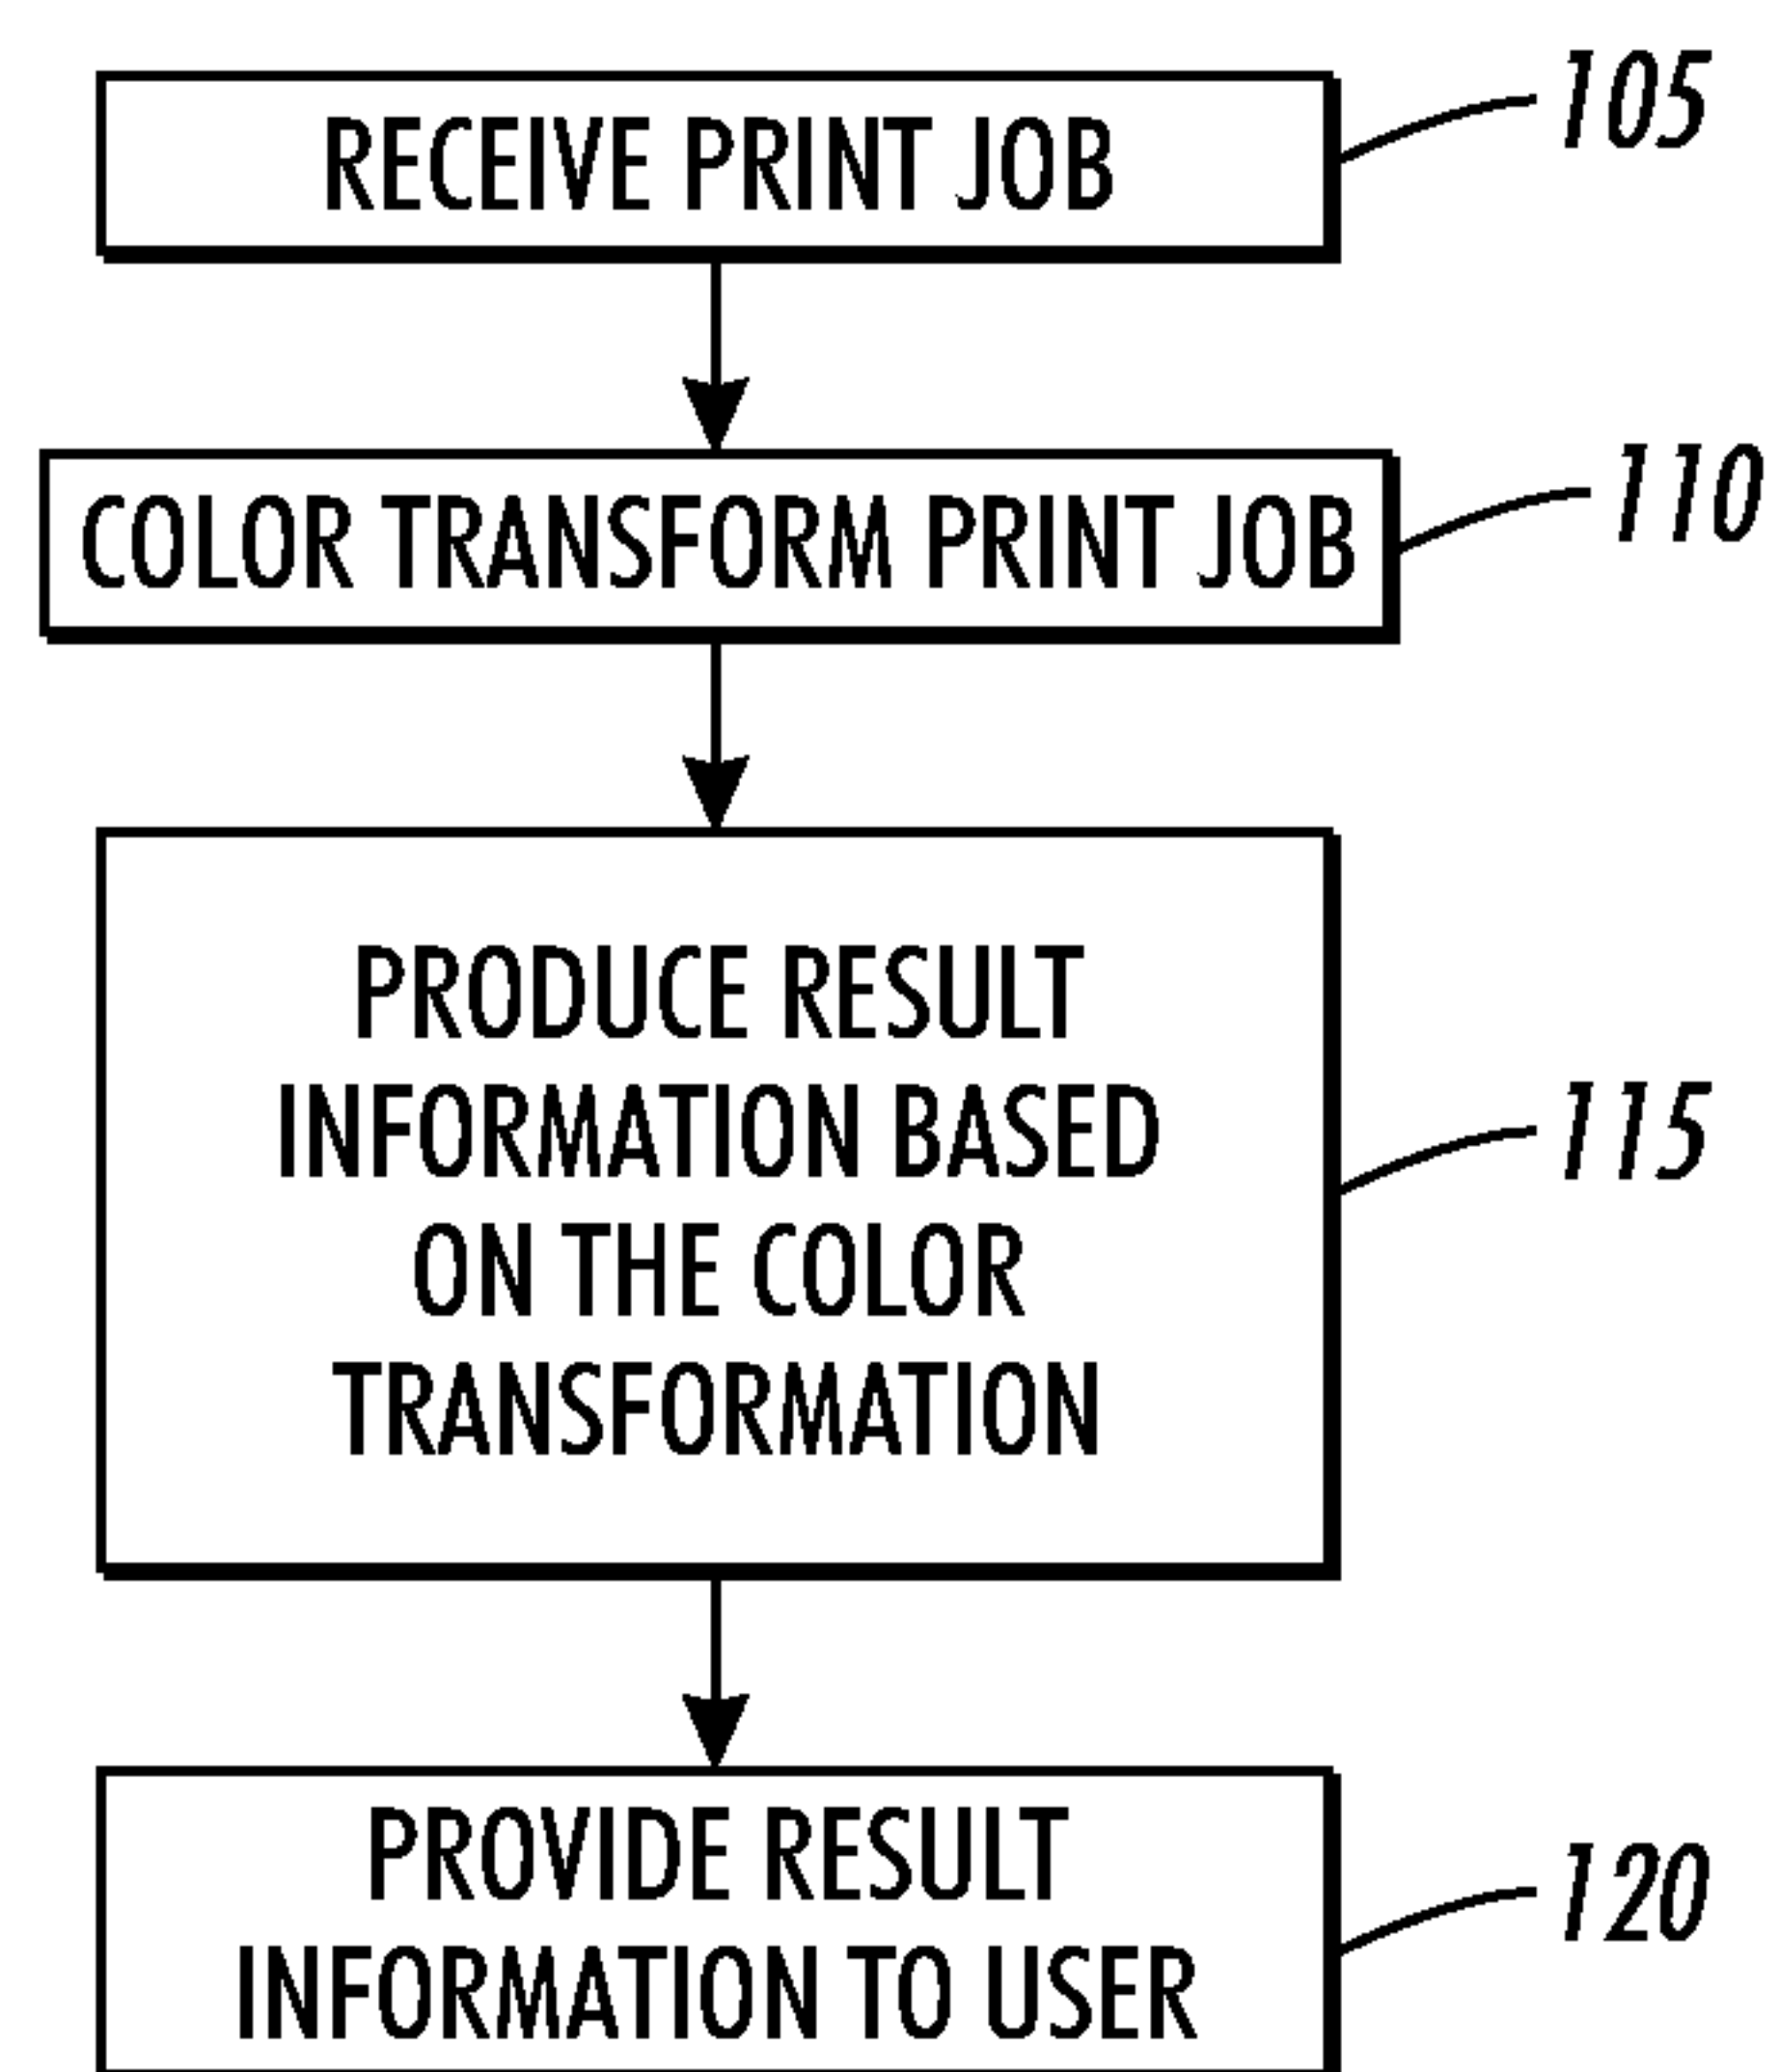 RECEIVE PRINT JOB
105
COLOR TRANSFORM PRINT JOB
110
PRODUCE RESULT
INFORMATION BASED
ON THE COLOR
TRANSFORMATION
115
PROVIDE RESULT
INFORMATION TO USER
120